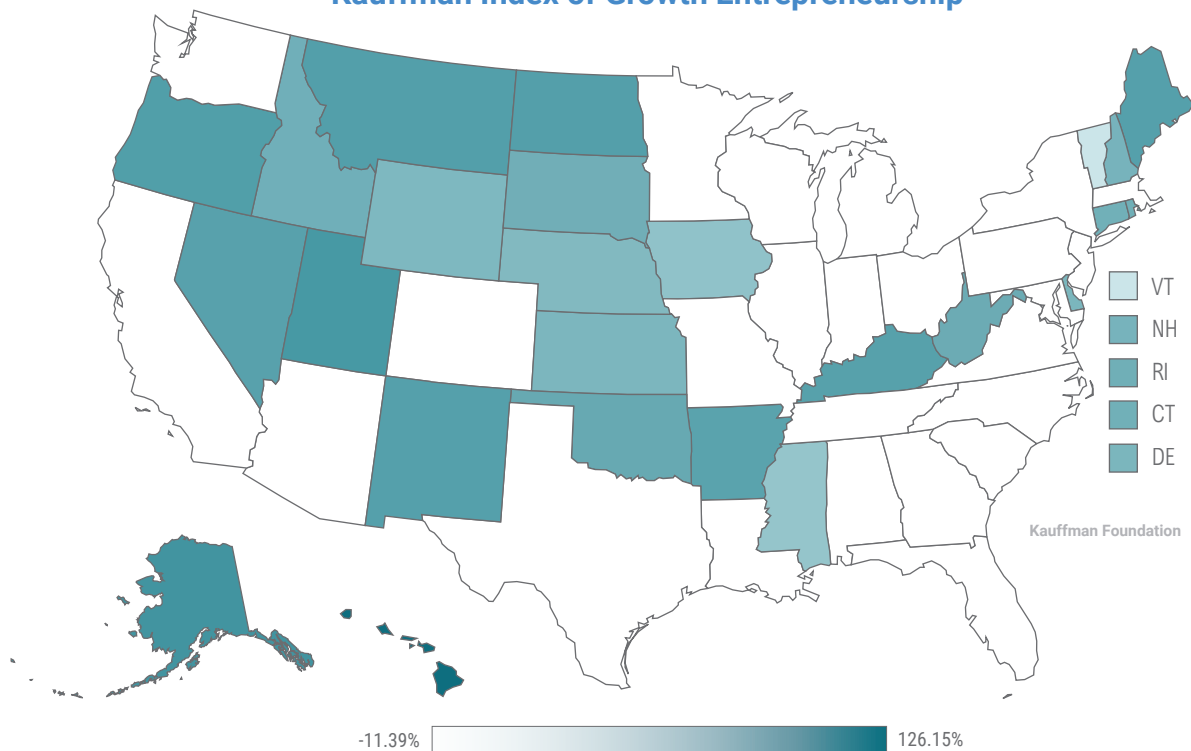 Kauffman Index of Growth Entrepreneurship
VT
NH
RI
CT
DE
Kauffman Foundation
-11.39%
126.15%